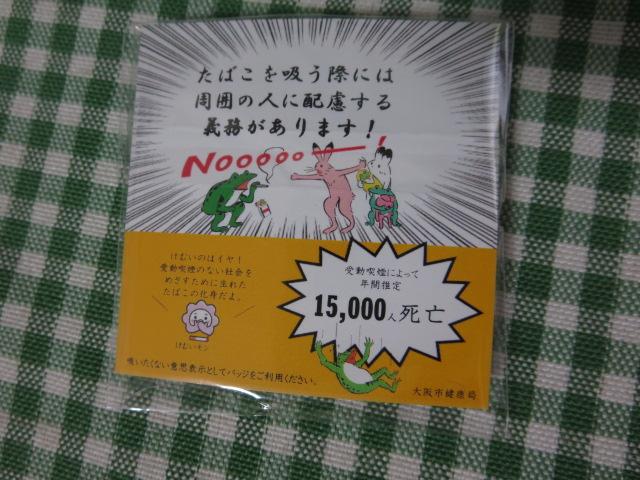 たばこを吸う際には
周囲の人に配慮する
義務があります!
Nooooo―!
けむいのはイヤ!
受動喫煙のない社会を
めざすために生れた
たばこの化身だよ。
けむいモン
受動喫煙によって
年間推定
15,000人死亡
吸いたくない意思表示としてバッジをご利用ください。
大阪市健康局